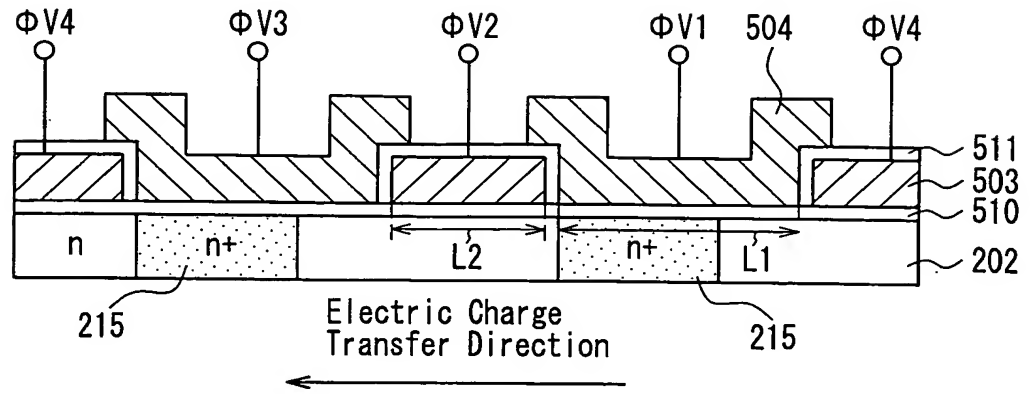 ΦV4 ΦV3 ΦV2 ΦV1 504 ΦV4
511
503
510
n n+ L2 n+ L1 202
215 215
Electric Charge
Transfer Direction